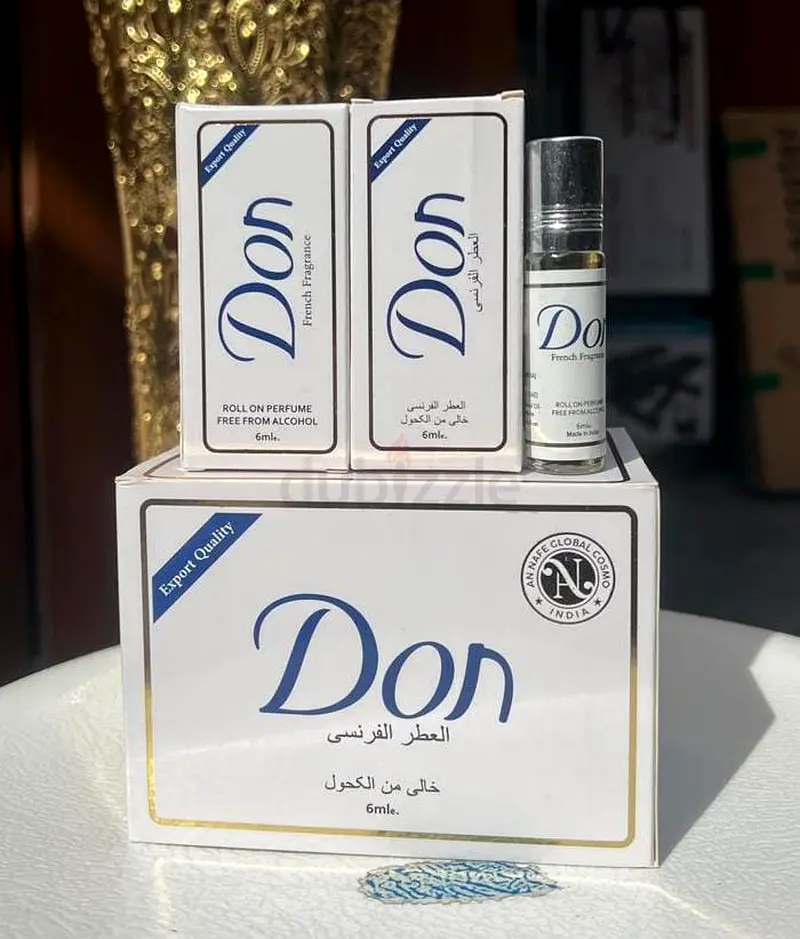 Export Quality
Don
French Fragrance
ROLL ON PERFUME
FREE FROM ALCOHOL
6mle.
Export Quality
Don
العطر الفرنسى
العطر الفرنسى
خالى من الكحول
6mle.
Don
French Fragrance
ROLL ON PERFUME
FREE FROM ALCOHOL
6mle.
Made in India
dubizzle
Export Quality
AN NAFE GLOBAL COSMO
N
INDIA
Don
العطر الفرنسى
خالى من الكحول
6mle.